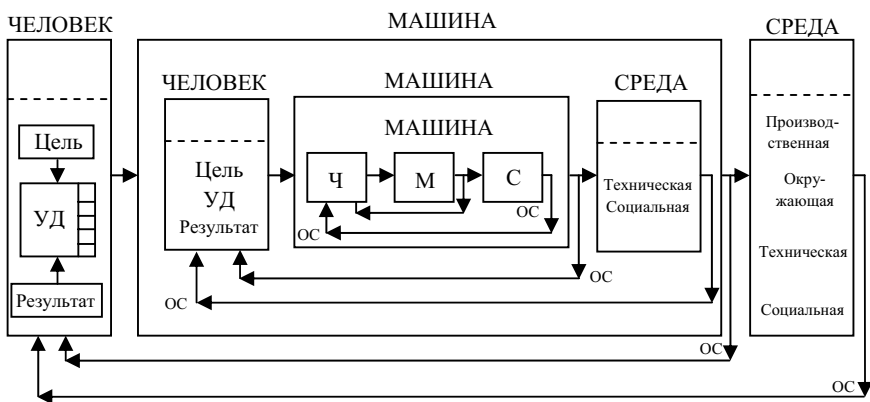 ЧЕЛОВЕК
МАШИНА
СРЕДА
Цель
УД
Результат
ЧЕЛОВЕК
Цель
УД
Результат
МАШИНА
МАШИНА
Ч
М
С
ОС
ОС
СРЕДА
Техническая
Социальная
ОС
ОС
Производ-
ственная
Окру-
жающая
Техническая
Социальная
ОС
ОС